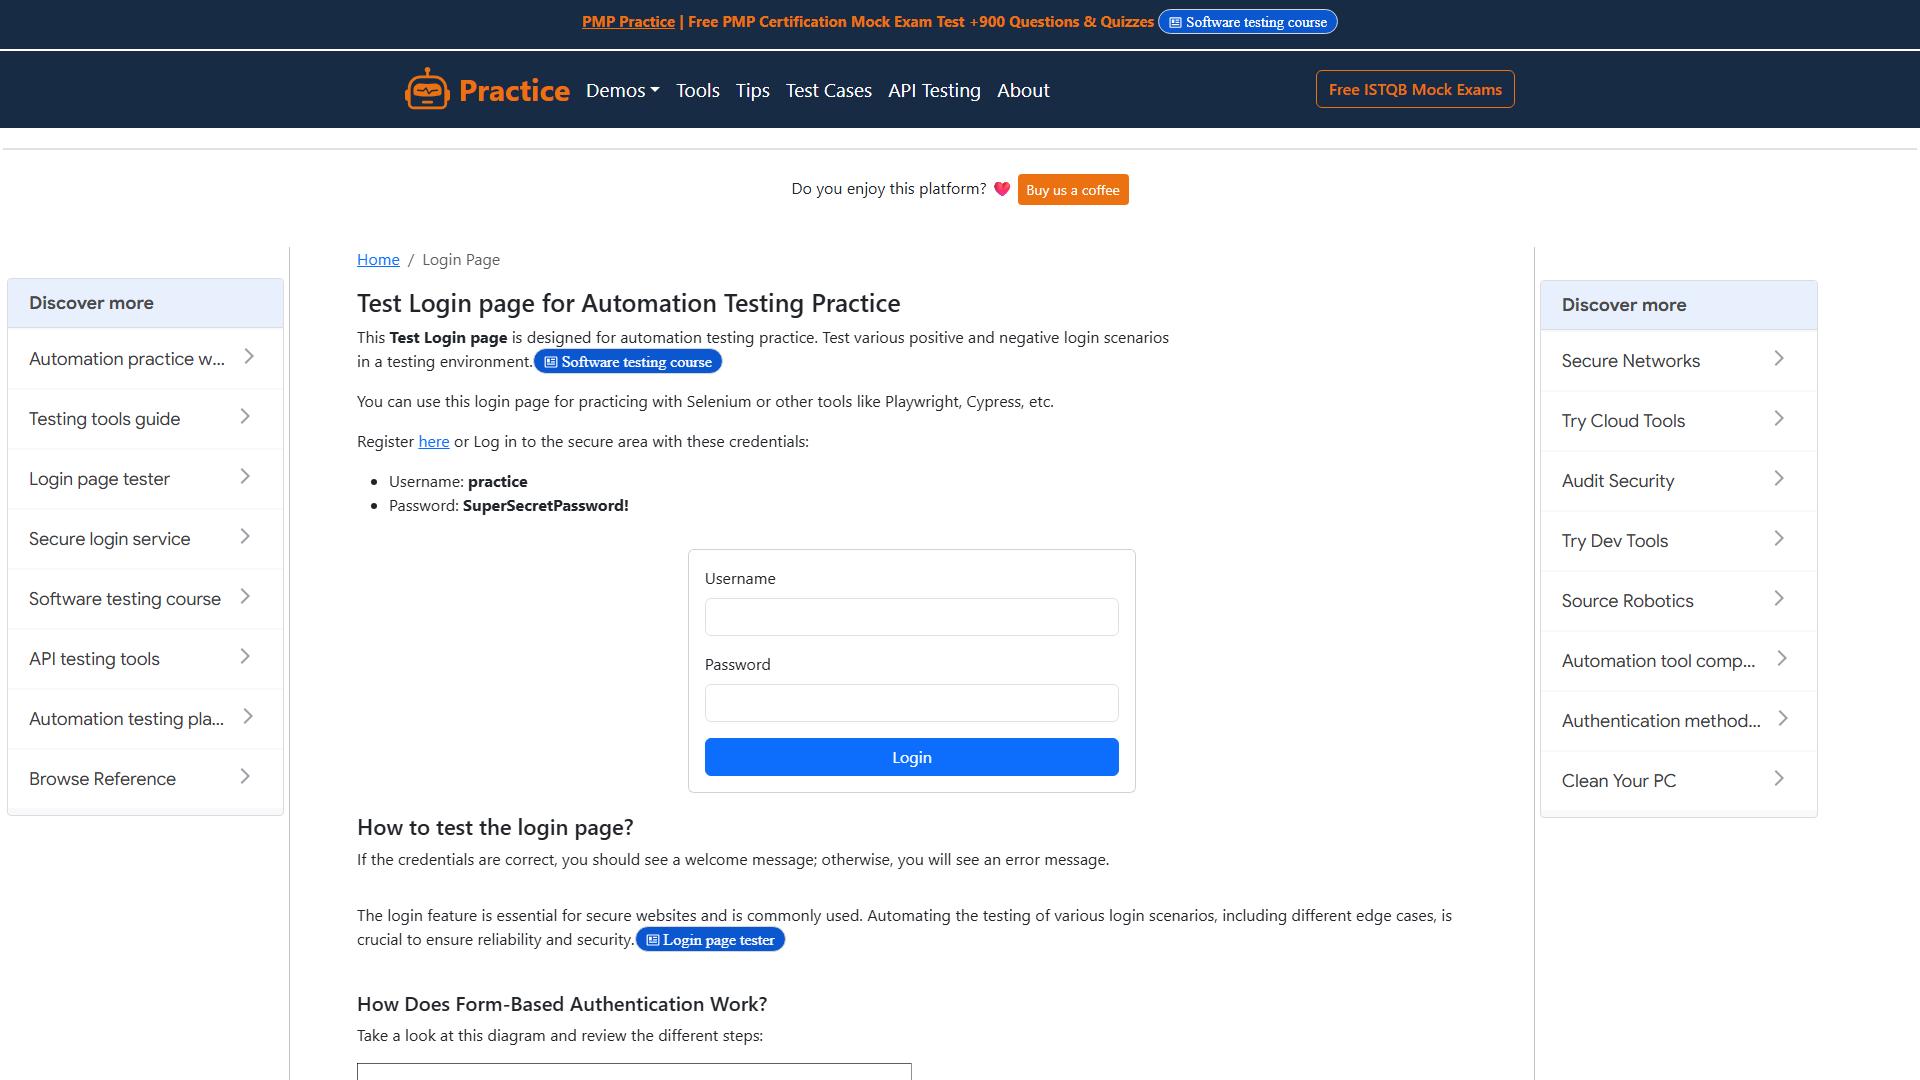 PMP Practice | Free PMP Certification Mock Exam Test +900 Questions & Quizzes Software testing course
Practice Demos Tools Tips Test Cases API Testing About Free ISTQB Mock Exams
Do you enjoy this platform? Buy us a coffee
Home / Login Page
Discover more
Automation practice w...
Testing tools guide
Login page tester
Secure login service
Software testing course
API testing tools
Automation testing pla...
Browse Reference
Test Login page for Automation Testing Practice
This Test Login page is designed for automation testing practice. Test various positive and negative login scenarios
in a testing environment. Software testing course
You can use this login page for practicing with Selenium or other tools like Playwright, Cypress, etc.
Register here or Log in to the secure area with these credentials:
Username: practice
Password: SuperSecretPassword!
Username
Password
Login
How to test the login page?
If the credentials are correct, you should see a welcome message; otherwise, you will see an error message.
The login feature is essential for secure websites and is commonly used. Automating the testing of various login scenarios, including different edge cases, is
crucial to ensure reliability and security. Login page tester
How Does Form-Based Authentication Work?
Take a look at this diagram and review the different steps:
Discover more
Secure Networks
Try Cloud Tools
Audit Security
Try Dev Tools
Source Robotics
Automation tool comp...
Authentication method...
Clean Your PC